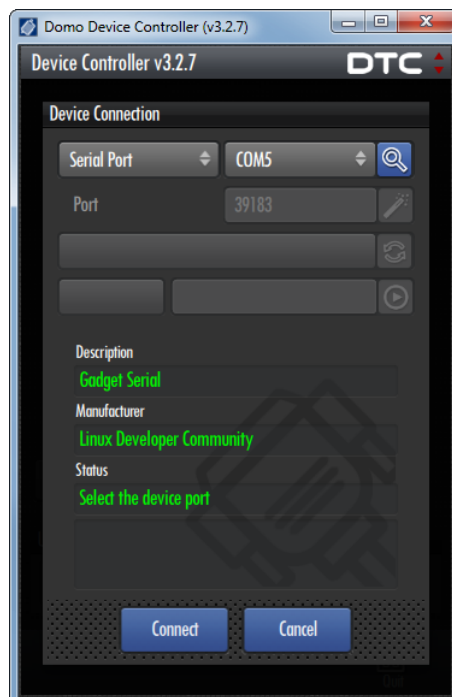 Domo Device Controller (v3.2.7)
Device Controller v3.2.7 DTC
Device Connection
Serial Port COM5
Port 39183
Description
Gadget Serial
Manufacturer
Linux Developer Community
Status
Select the device port
Connect Cancel